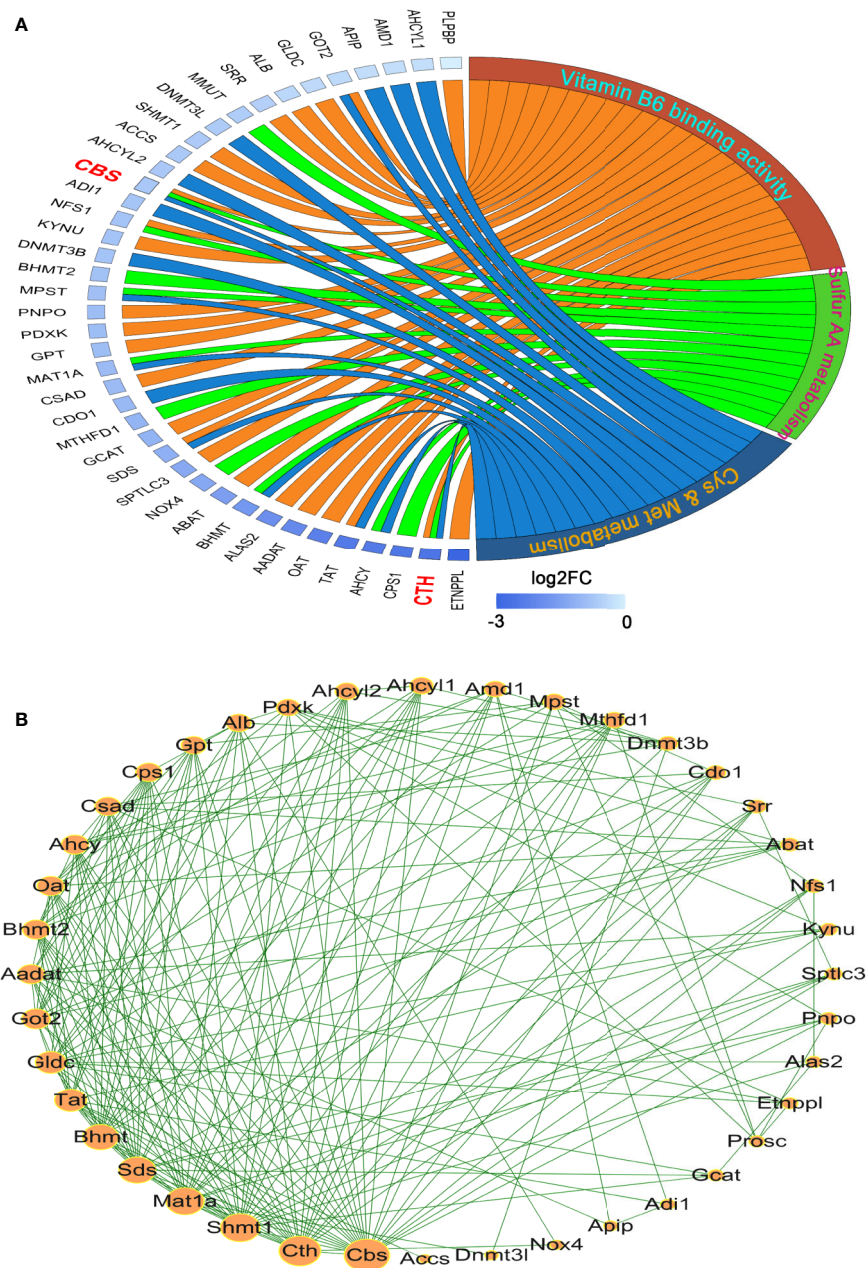 A
PLPBP
AHCYL1
AMD1
APIP
GOT2
GLDC
ALB
SRR
MMUT
DNMT3L
SHMT1
ACCS
AHCYL2
CBS
ADI1
NFS1
KYNU
DNMT3B
BHMT2
MPST
PNPO
PDXK
GPT
MAT1A
CSAD
CDO1
MTHFD1
GCAT
SDS
SPTLC3
NOX4
ABAT
BHMT
ALAS2
AADAT
OAT
TAT
AHCY
CPS1
CTH
ETNPPL
Vitamin B6 binding activity
Sulfur AA metabolism
Cys & Met metabolism
log2FC
-3 0
B
Ahcyl2
Ahcyl1
Amd1
Mpst
Mthfd1
Dnmt3b
Cdo1
Srr
Abat
Nfs1
Kynu
Sptlc3
Pnpo
Alas2
Etnppl
Prosc
Gcat
Adi1
Apip
Nox4
Dnmt3l
Accs
Cbs
Cth
Shmt1
Mat1a
Sds
Bhmt
Tat
Gldc
Got2
Aadat
Bhmt2
Oat
Ahcy
Csad
Cps1
Gpt
Alb
Pdxk